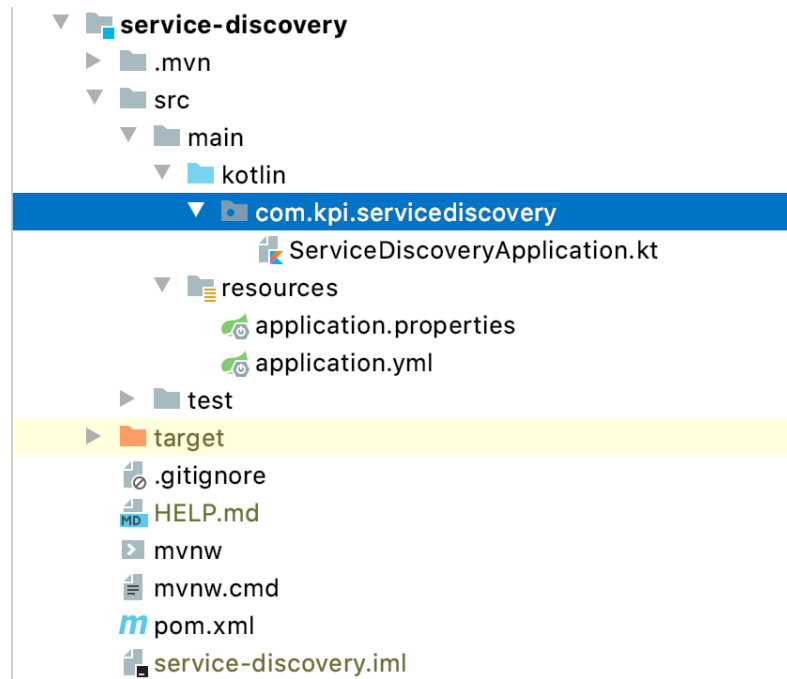 service-discovery
.mvn
src
main
kotlin
com.kpi.servicediscovery
ServiceDiscoveryApplication.kt
resources
application.properties
application.yml
test
target
.gitignore
MD HELP.md
mvnw
mvnw.cmd
m pom.xml
service-discovery.iml